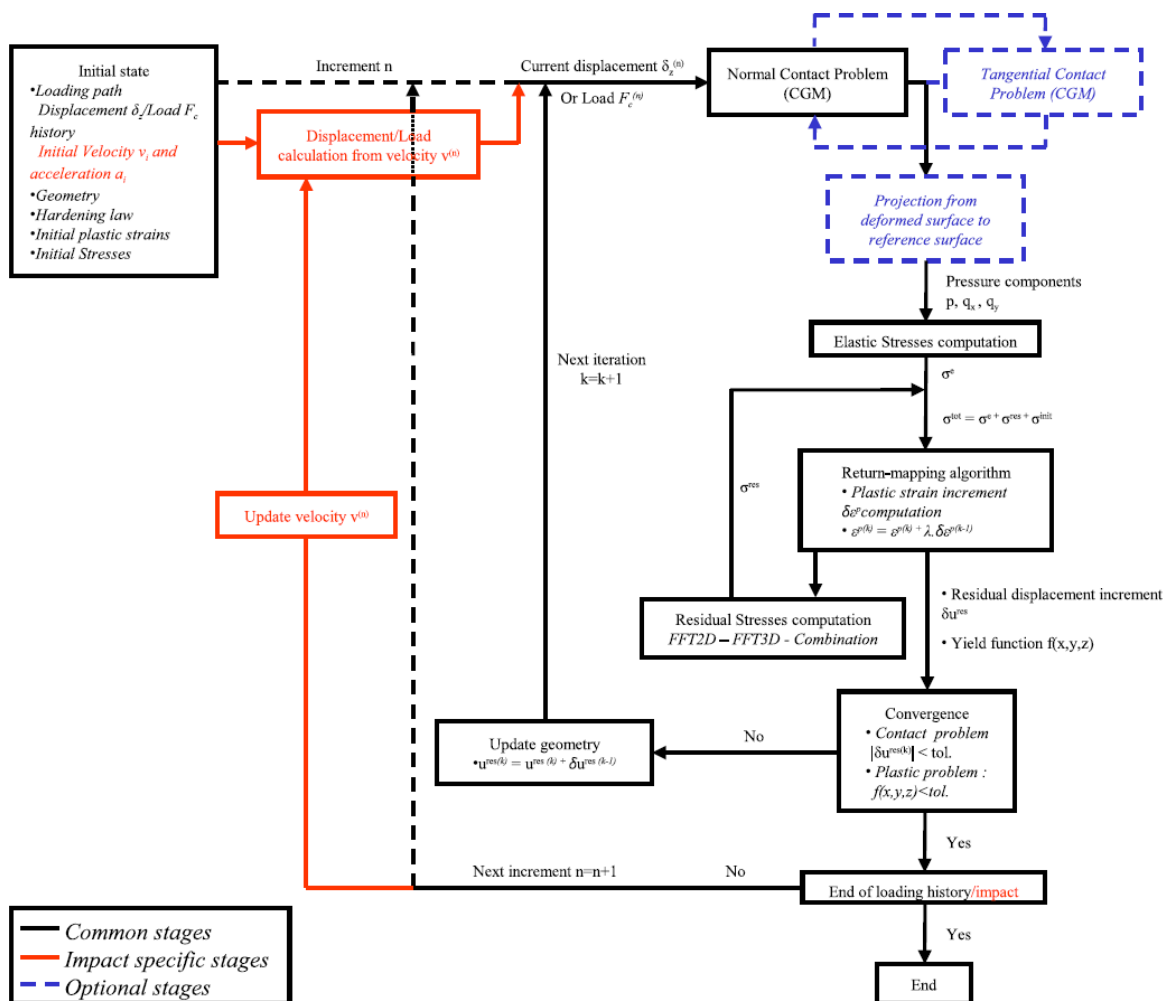 Initial state
•Loading path
Displacement δz/Load Fc
history
Initial Velocity vi and
acceleration ai
•Geometry
•Hardening law
•Initial plastic strains
•Initial Stresses
Increment n
Current displacement δz(n)
Or Load Fc(n)
Displacement/Load
calculation from velocity v(n)
Normal Contact Problem
(CGM)
Tangential Contact
Problem (CGM)
Projection from
deformed surface to
reference surface
Pressure components
p, qx, qy
Elastic Stresses computation
σe
σtot = σe + σres + σinit
Next iteration
k=k+1
σres
Return-mapping algorithm
• Plastic strain increment
δεp computation
• εp(k) = εp(k) + λ.δεp(k-1)
Update velocity v(n)
Residual Stresses computation
FFT2D – FFT3D - Combination
• Residual displacement increment
δures
• Yield function f(x,y,z)
Convergence
• Contact problem
|δures(k)| < tol.
• Plastic problem :
f(x,y,z)<tol.
No
Update geometry
•ures(k) = ures (k) + δures (k-1)
Yes
Next increment n=n+1
No
End of loading history/impact
Yes
End
Common stages
Impact specific stages
Optional stages